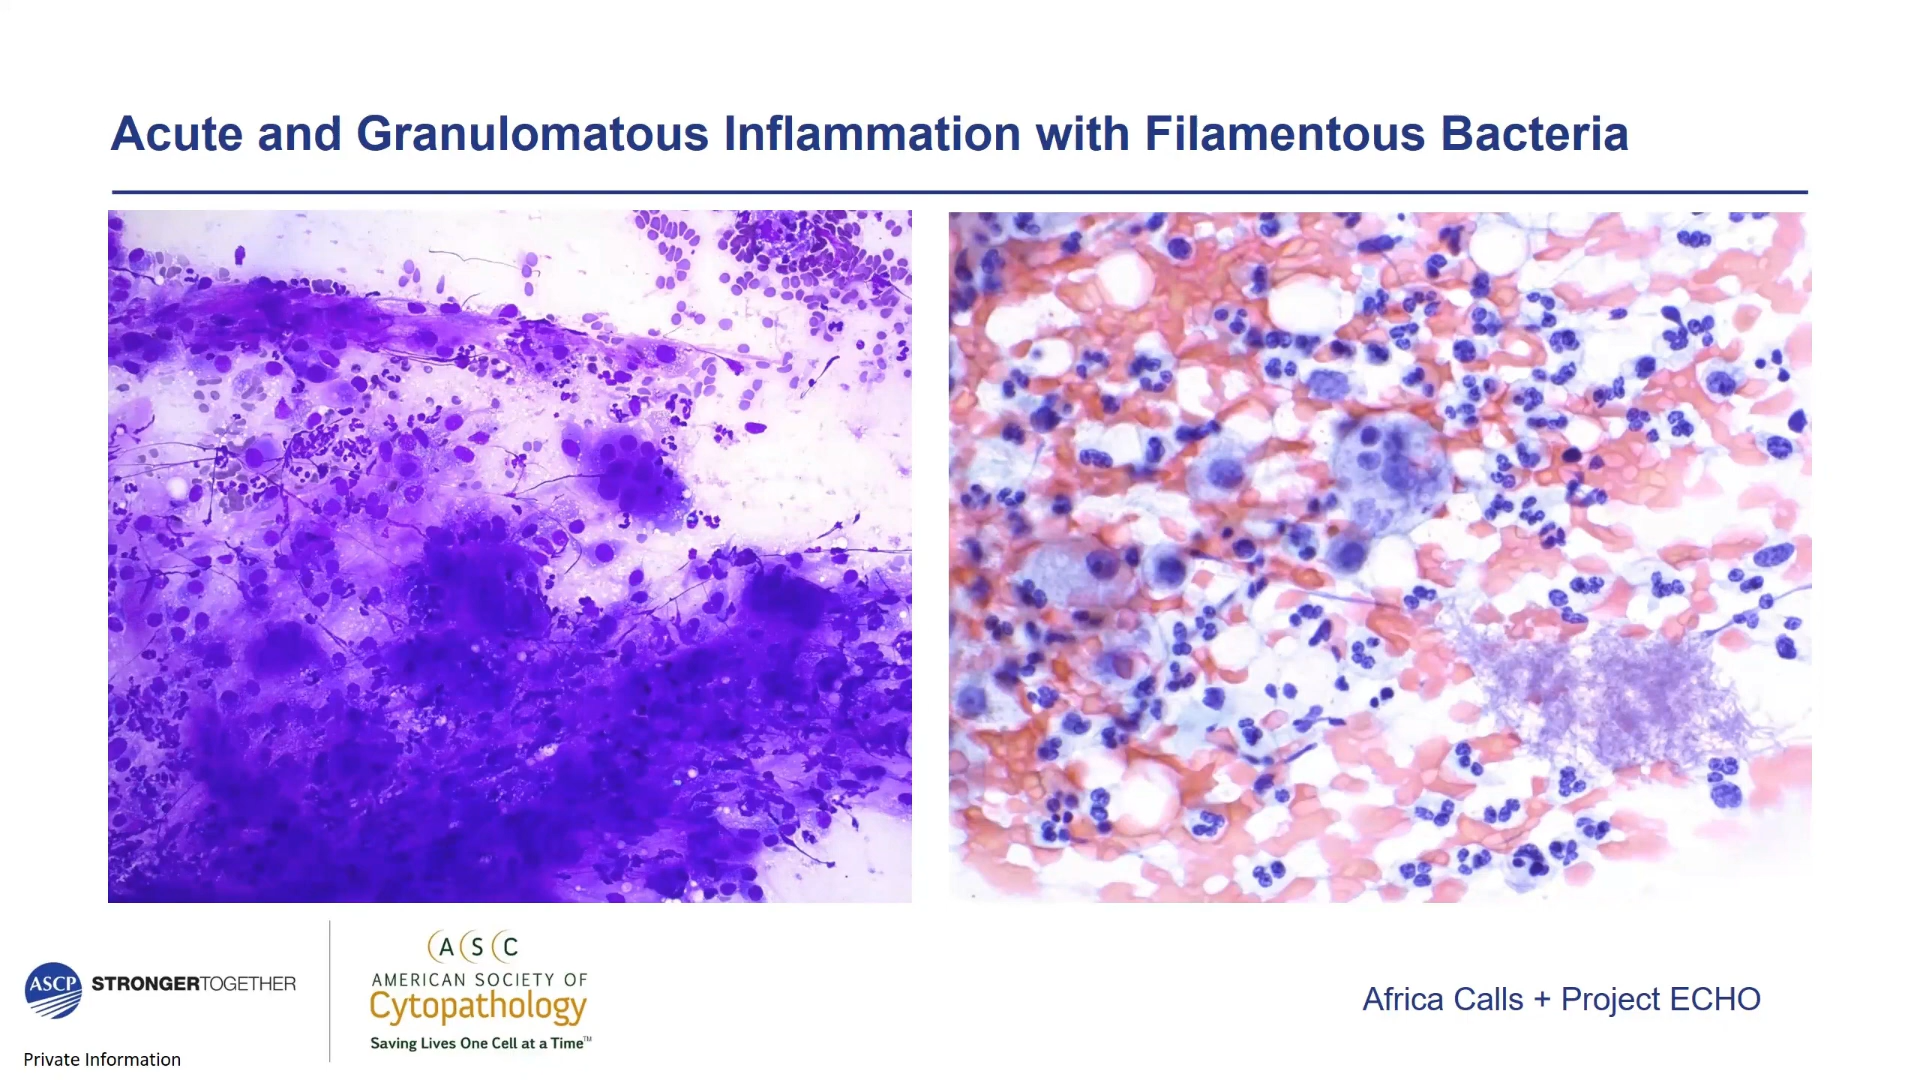 Acute and Granulomatous Inflammation with Filamentous Bacteria
ASCP STRONGERTOGETHER
A S C
AMERICAN SOCIETY OF
Cytopathology
Saving Lives One Cell at a Time™
Africa Calls + Project ECHO
Private Information